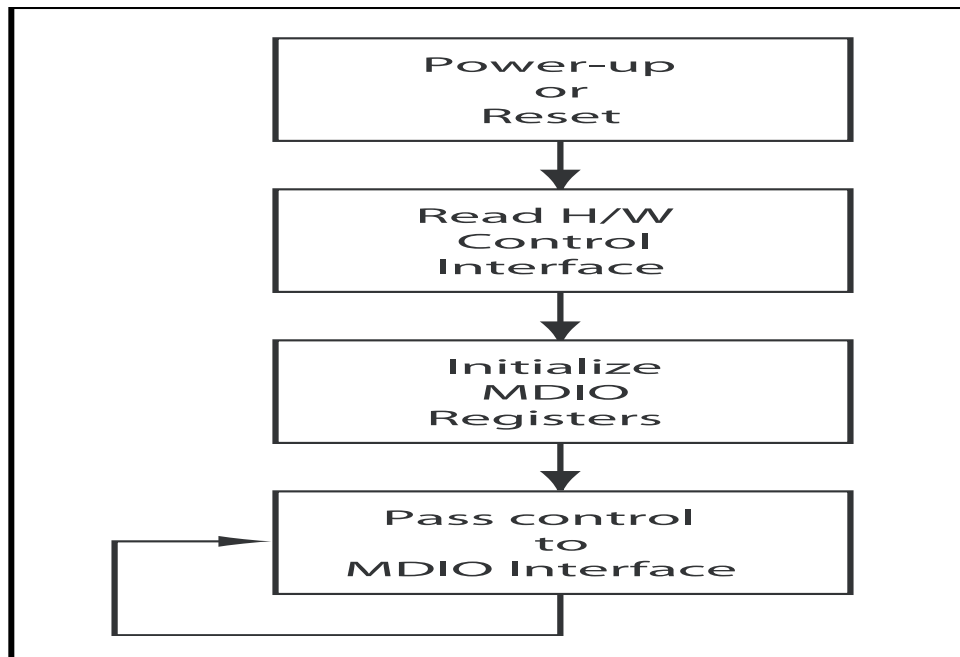 Power-up
or
Reset
Read H/W
Control
Interface
Initialize
MDIO
Registers
Pass control
to
MDIO Interface